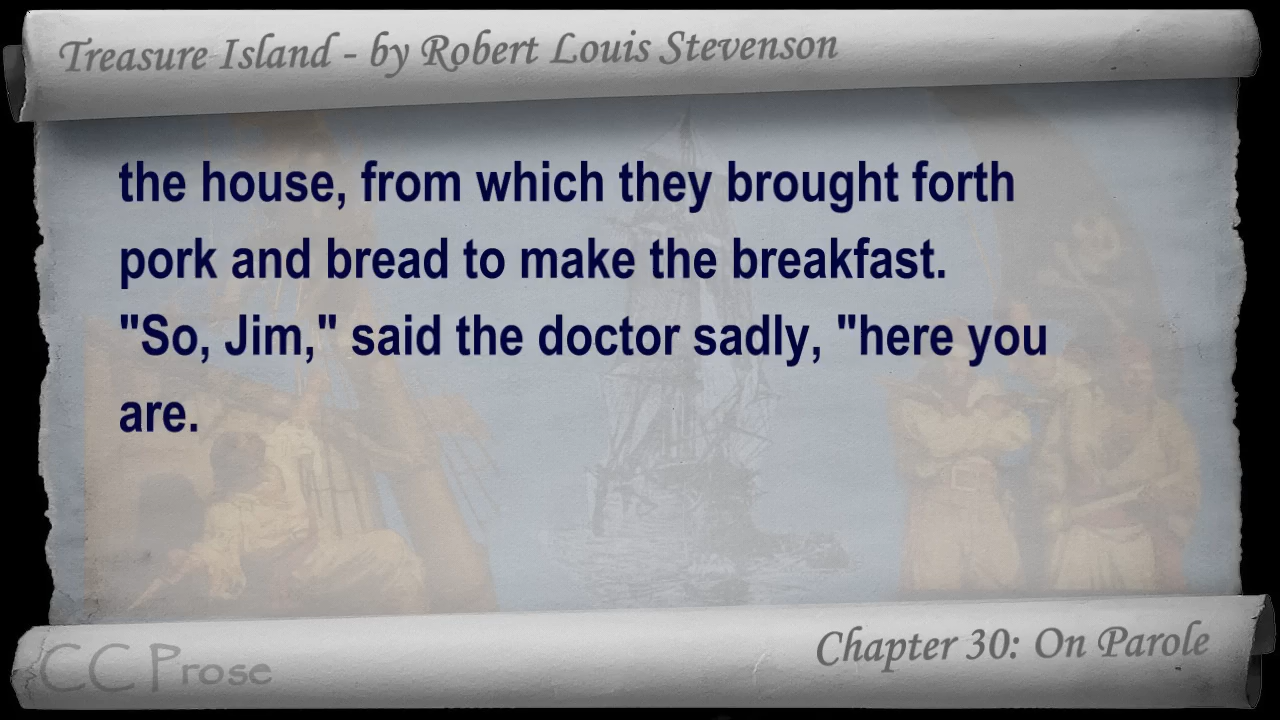 Treasure Island - by Robert Louis Stevenson
the house, from which they brought forth
pork and bread to make the breakfast.
"So, Jim," said the doctor sadly, "here you
are.
CC Prose
Chapter 30: On Parole